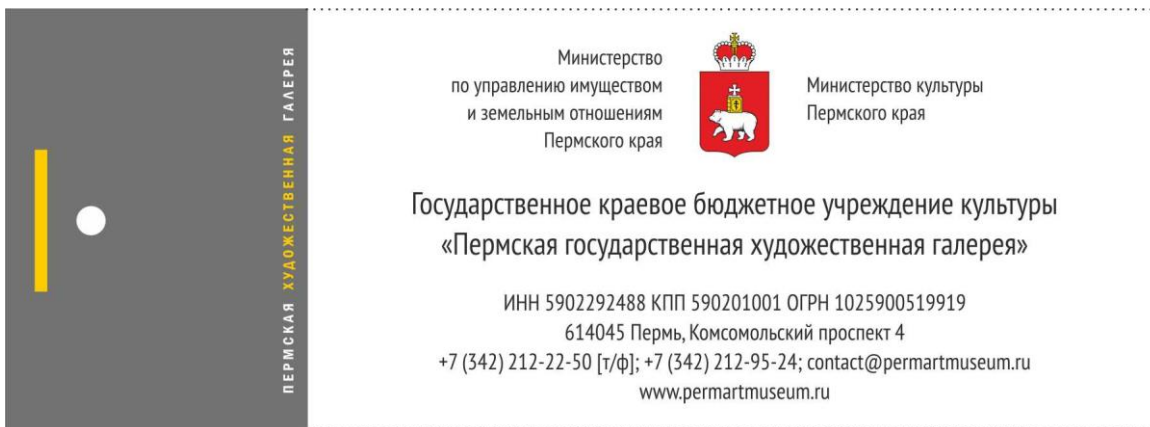 ПЕРМСКАЯ ХУДОЖЕСТВЕННАЯ ГАЛЕРЕЯ
Министерство
по управлению имуществом
и земельным отношениям
Пермского края
Министерство культуры
Пермского края
Государственное краевое бюджетное учреждение культуры
«Пермская государственная художественная галерея»
ИНН 5902292488 КПП 590201001 ОГРН 1025900519919
614045 Пермь, Комсомольский проспект 4
+7 (342) 212-22-50 [т/ф]; +7 (342) 212-95-24; contact@permartmuseum.ru
www.permartmuseum.ru